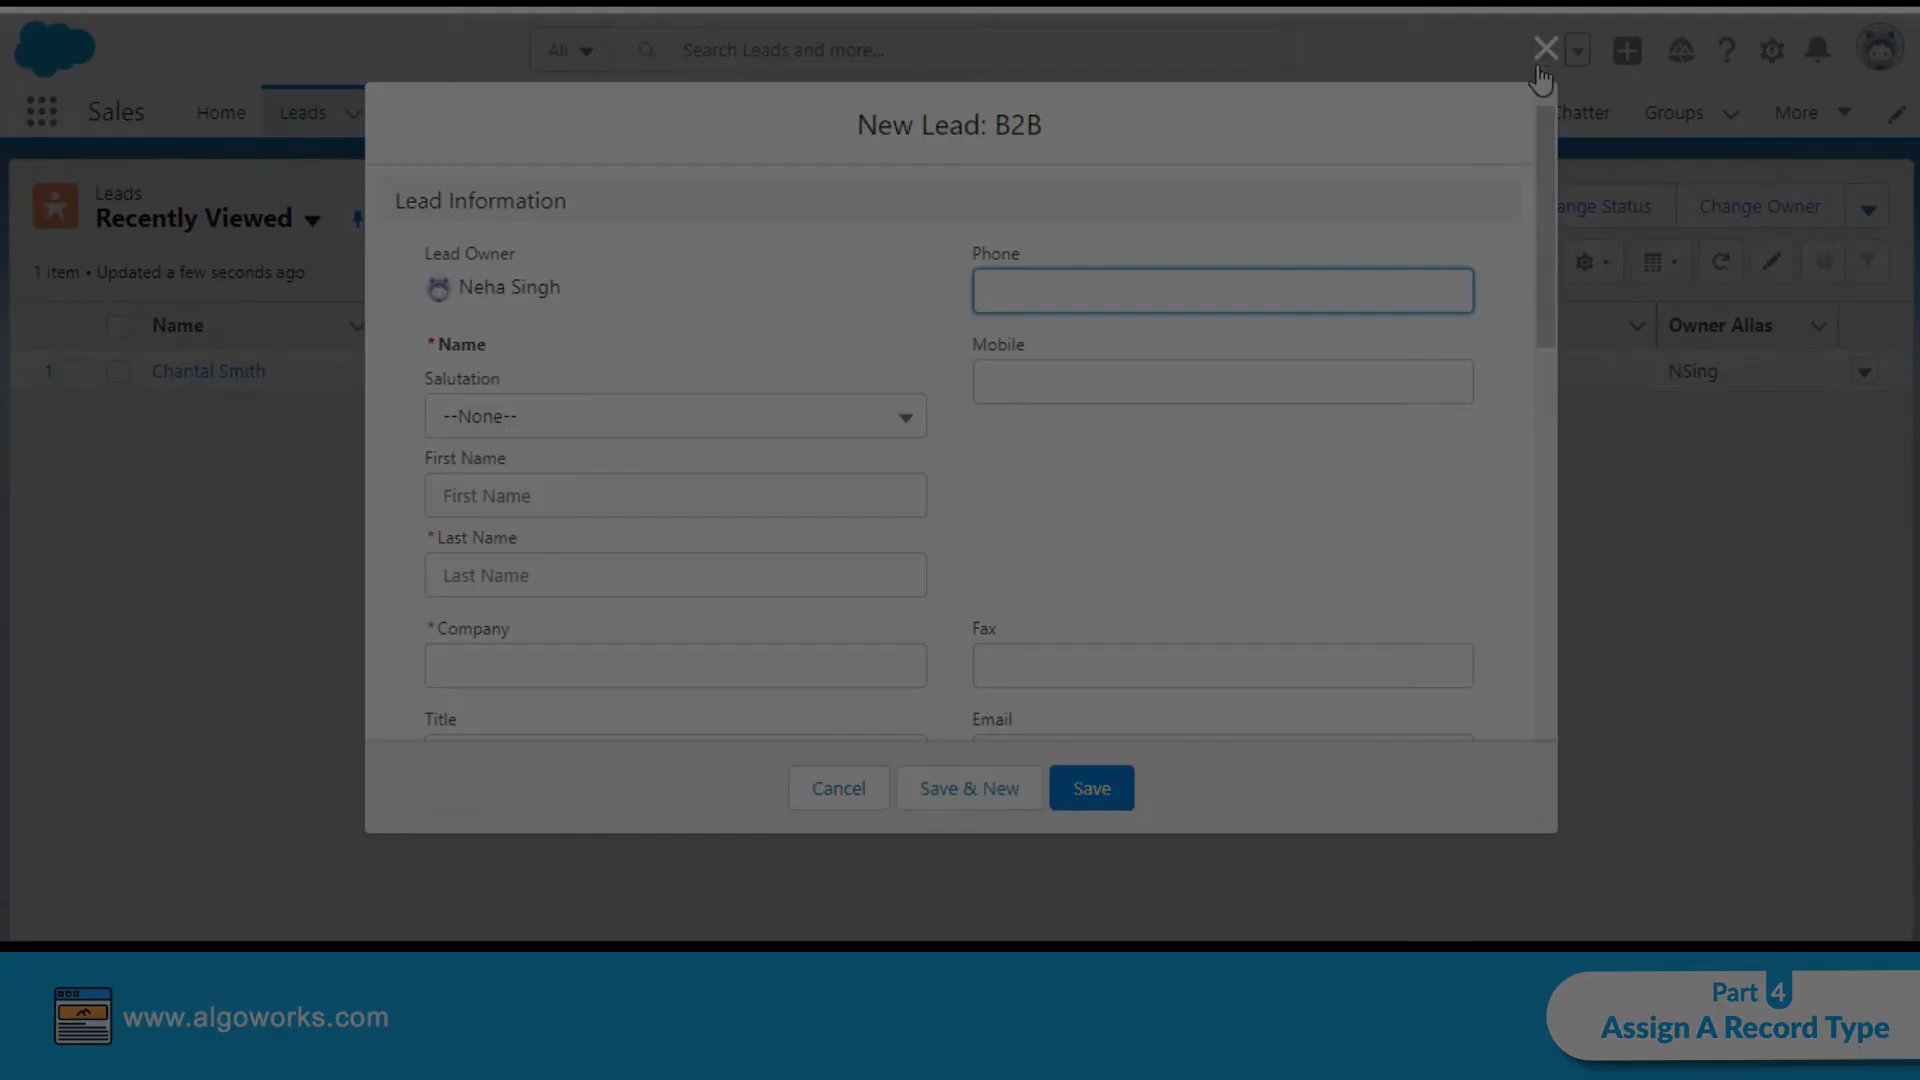 All
Search Leads and more...
Sales
Home
Leads
Chatter
Groups
More
New Lead: B2B
Leads
Recently Viewed
1 item • Updated a few seconds ago
ange Status
Change Owner
Name
Owner Alias
1
Chantal Smith
NSing
Lead Information
Lead Owner
Neha Singh
Phone
*Name
Mobile
Salutation
--None--
First Name
First Name
*Last Name
Last Name
*Company
Fax
Title
Email
Cancel
Save & New
Save
www.algoworks.com
Part 4
Assign A Record Type